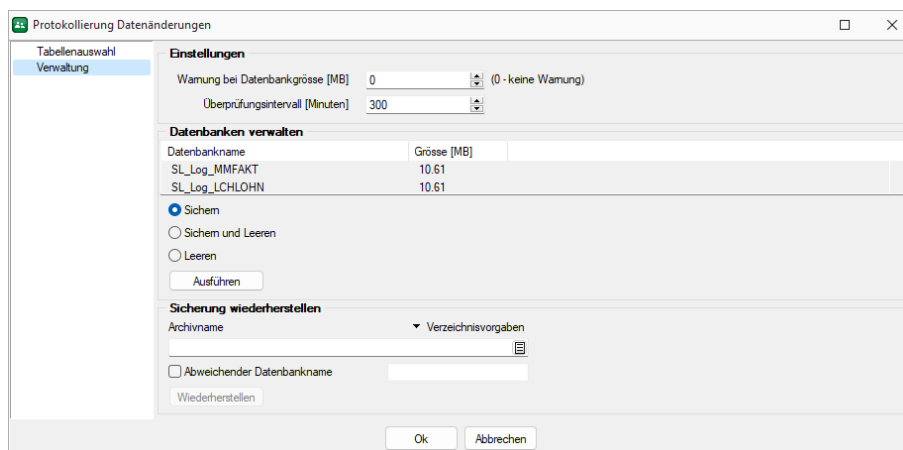 Protokollierung Datenänderungen
Tabellenauswahl
Verwaltung
Einstellungen
Warnung bei Datenbankgrösse [MB] 0 (0 - keine Warnung)
Überprüfungsintervall [Minuten] 300
Datenbanken verwalten
Datenbankname Grösse [MB]
SL_Log_MMFAKT 10.61
SL_Log_LCHLOHN 10.61
Sichern
Sichern und Leeren
Leeren
Ausführen
Sicherung wiederherstellen
Archivname Verzeichnisvorgaben
Abweichender Datenbankname
Wiederherstellen
Ok Abbrechen